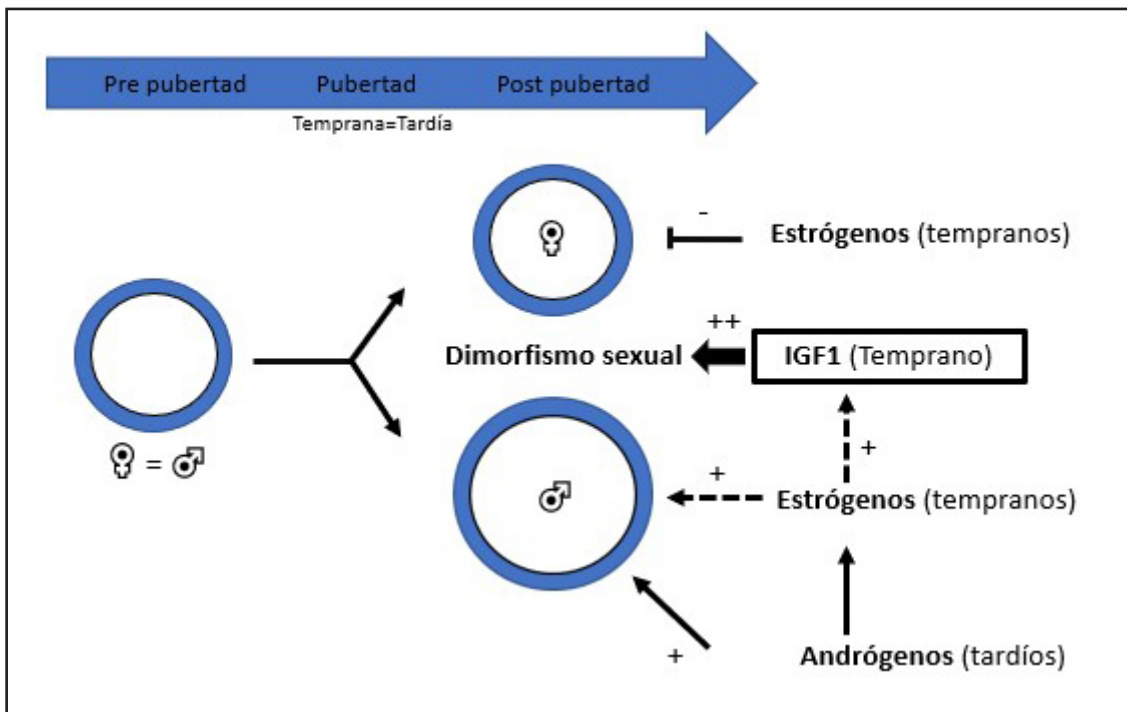 Pre pubertad Pubertad Post pubertad
Temprana=Tardía
-
Estrógenos (tempranos)
++
Dimorfismo sexual
IGF1 (Temprano)
♀ = ♂
+
+
Estrógenos (tempranos)
+
Andrógenos (tardíos)